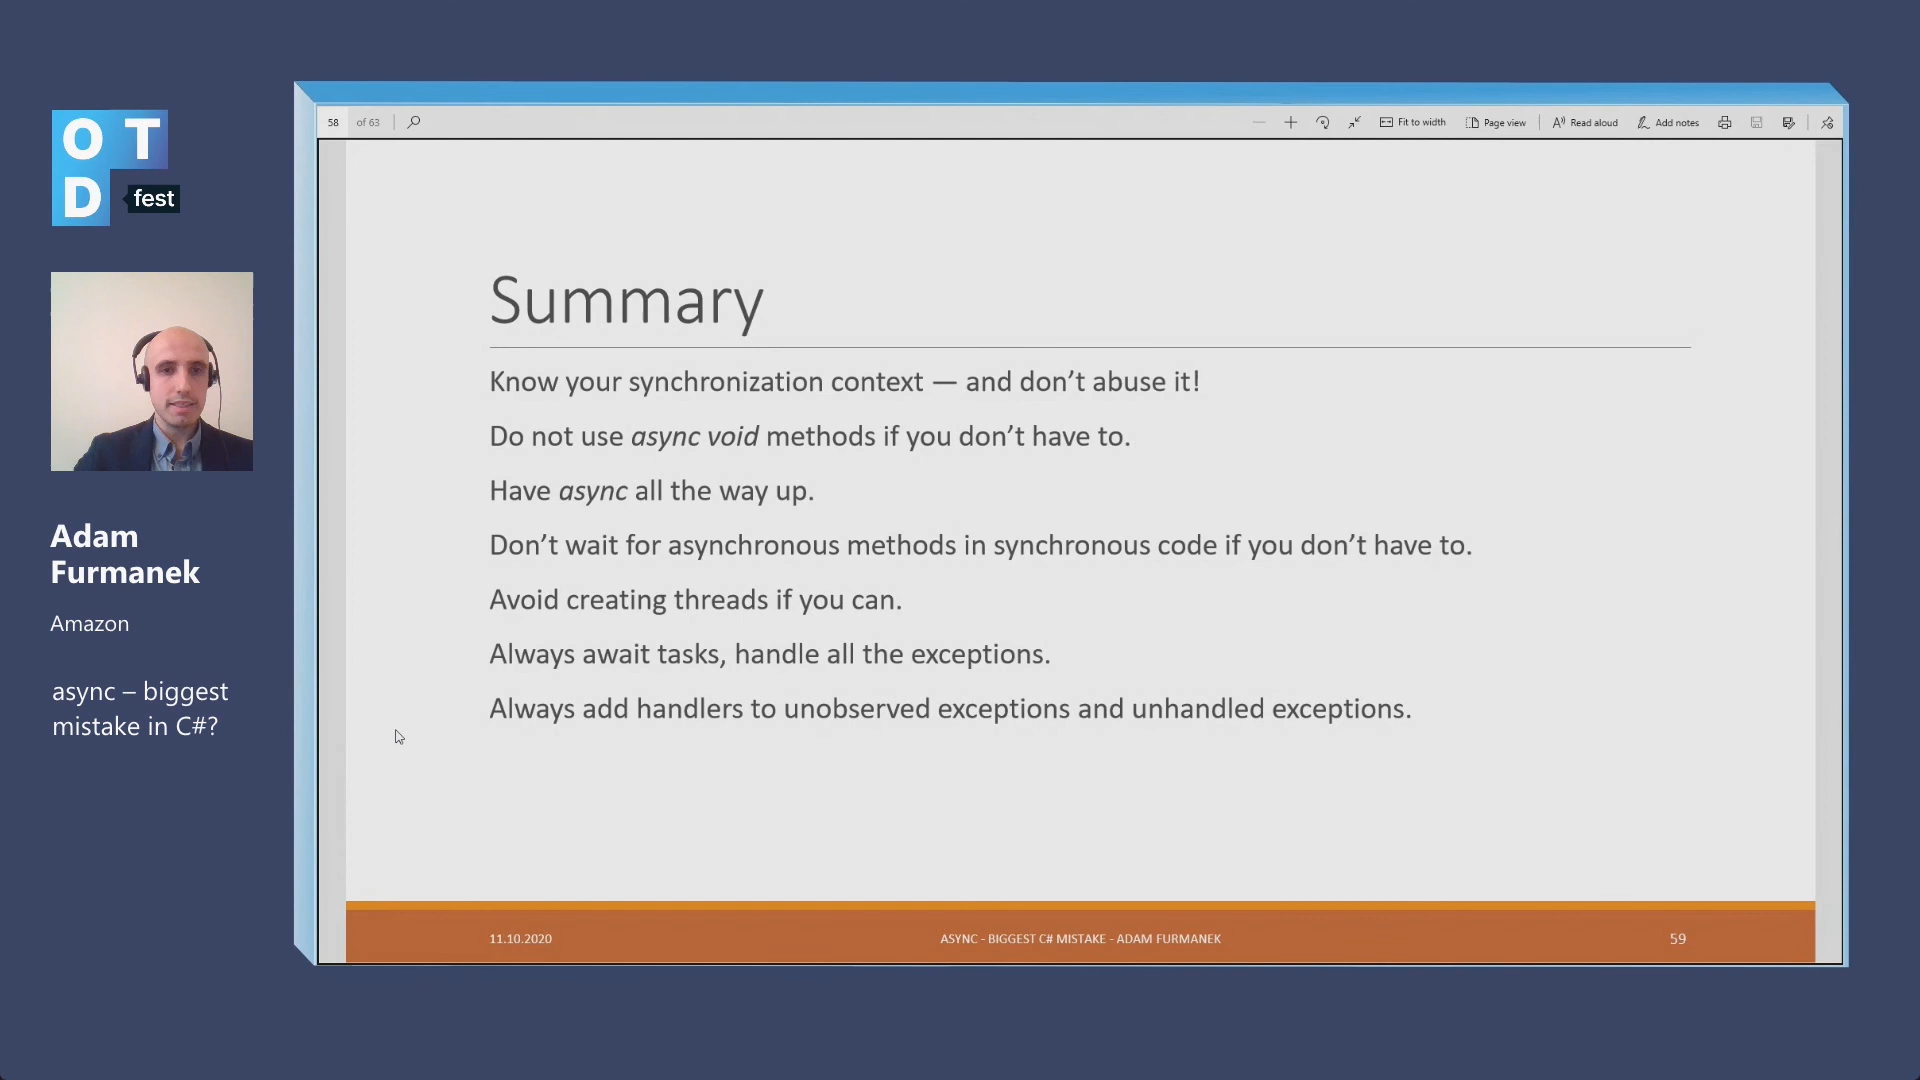 O T
D fest
Adam
Furmanek
Amazon
async – biggest
mistake in C#?
58 of 63
Fit to width
Page view
Read aloud
Add notes
Summary
Know your synchronization context — and don’t abuse it!
Do not use async void methods if you don’t have to.
Have async all the way up.
Don’t wait for asynchronous methods in synchronous code if you don’t have to.
Avoid creating threads if you can.
Always await tasks, handle all the exceptions.
Always add handlers to unobserved exceptions and unhandled exceptions.
11.10.2020
ASYNC - BIGGEST C# MISTAKE - ADAM FURMANEK
59